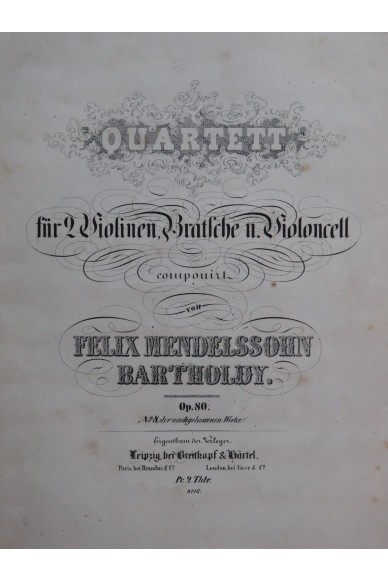 QUARTETT
für 2 Violinen, Bratsche u. Violoncell
componirt
von
FELIX MENDELSSOHN
BARTHOLDY.
Op. 80.
No. 8. der nachgelassenen Werke.
Eigenthum der Verleger.
Leipzig, bei Breitkopf & Härtel.
Paris, bei Brandus & Co. London, bei Ewer & Co.
Pr. 2 Thlr.